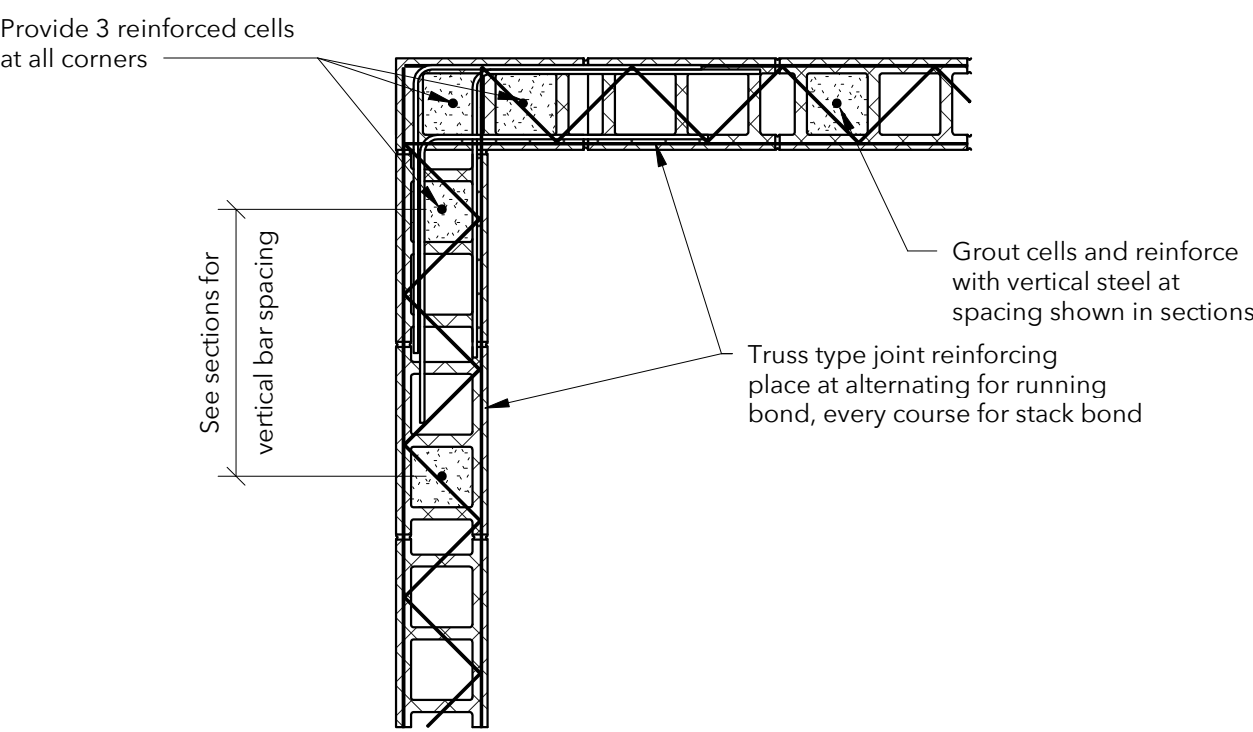 Provide 3 reinforced cells
at all corners
See sections for
vertical bar spacing
Grout cells and reinforce
with vertical steel at
spacing shown in sections
Truss type joint reinforcing
place at alternating for running
bond, every course for stack bond